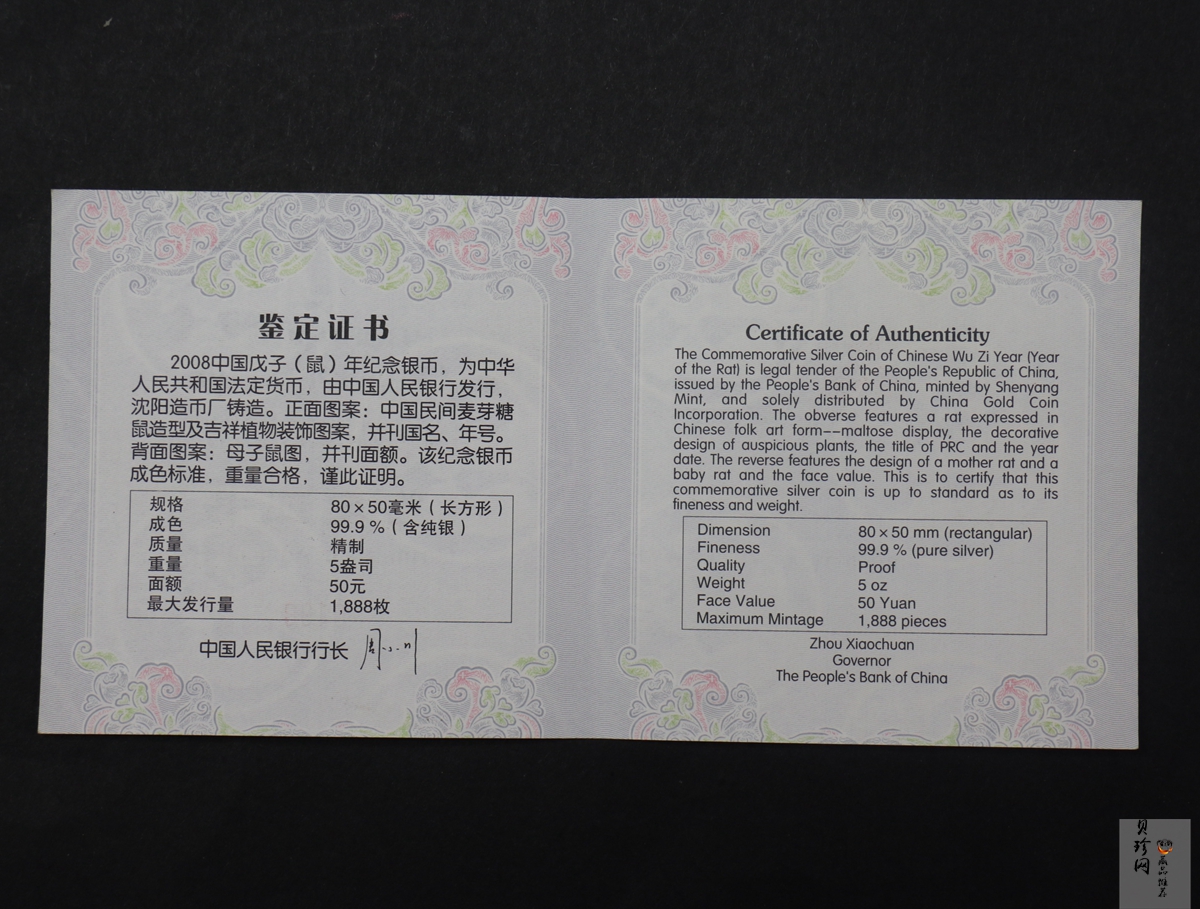 鉴定证书
2008中国戊子（鼠）年纪念银币，为中华
人民共和国法定货币，由中国人民银行发行，
沈阳造币厂铸造。正面图案：中国民间麦芽糖
鼠造型及吉祥植物装饰图案，并刊国名、年号。
背面图案：母子鼠图，并刊面额。该纪念银币
成色标准，重量合格，谨此证明。
规格 80×50毫米（长方形）
成色 99.9％（含纯银）
质量 精制
重量 5盎司
面额 50元
最大发行量 1,888枚
中国人民银行行长 周小川
Certificate of Authenticity
The Commemorative Silver Coin of Chinese Wu Zi Year (Year
of the Rat) is legal tender of the People's Republic of China,
issued by the People's Bank of China, minted by Shenyang
Mint, and solely distributed by China Gold Coin
Incorporation. The obverse features a rat expressed in
Chinese folk art form--maltose display, the decorative
design of auspicious plants, the title of PRC and the year
date. The reverse features the design of a mother rat and a
baby rat and the face value. This is to certify that this
commemorative silver coin is up to standard as to its
fineness and weight.
Dimension 80×50 mm (rectangular)
Fineness 99.9 % (pure silver)
Quality Proof
Weight 5 oz
Face Value 50 Yuan
Maximum Mintage 1,888 pieces
Zhou Xiaochuan
Governor
The People's Bank of China
贝珍网
藏品推荐